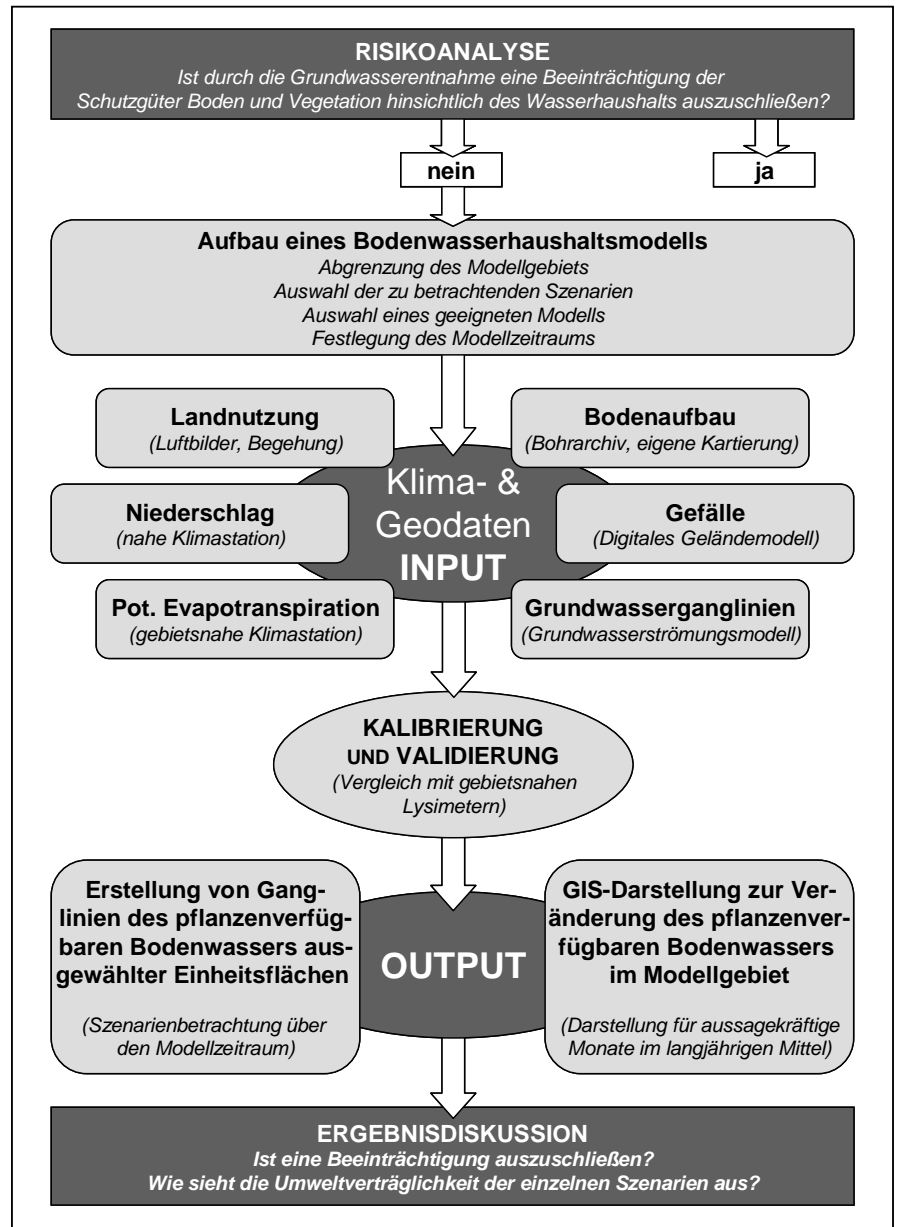 RISIKOANALYSE
Ist durch die Grundwasserentnahme eine Beeinträchtigung der
Schutzgüter Boden und Vegetation hinsichtlich des Wasserhaushalts auszuschließen?
nein
ja
Aufbau eines Bodenwasserhaushaltsmodells
Abgrenzung des Modellgebiets
Auswahl der zu betrachtenden Szenarien
Auswahl eines geeigneten Modells
Festlegung des Modellzeitraums
Landnutzung
(Luftbilder, Begehung)
Bodenaufbau
(Bohrarchiv, eigene Kartierung)
Klima- &
Geodaten
INPUT
Niederschlag
(nahe Klimastation)
Gefälle
(Digitales Geländemodell)
Pot. Evapotranspiration
(gebietsnahe Klimastation)
Grundwasserganglinien
(Grundwasserströmungsmodell)
KALIBRIERUNG
UND VALIDIERUNG
(Vergleich mit gebietsnahen
Lysimetern)
Erstellung von Gang-
linien des pflanzenverfüg-
baren Bodenwassers aus-
gewählter Einheitsflächen
(Szenarienbetrachtung über
den Modellzeitraum)
OUTPUT
GIS-Darstellung zur Ver-
änderung des pflanzenver-
fügbaren Bodenwassers
im Modellgebiet
(Darstellung für aussagekräftige
Monate im langjährigen Mittel)
ERGEBNISDISKUSSION
Ist eine Beeinträchtigung auszuschließen?
Wie sieht die Umweltverträglichkeit der einzelnen Szenarien aus?